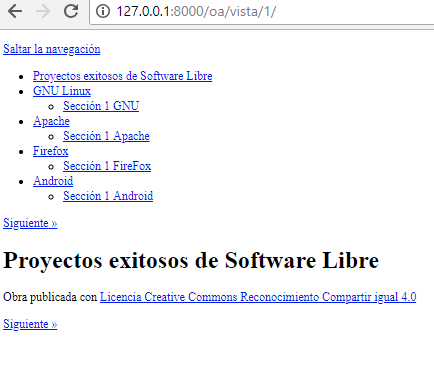 127.0.0.1:8000/oa/vista/1/
Saltar la navegación
Proyectos exitosos de Software Libre
GNU Linux
Sección 1 GNU
Apache
Sección 1 Apache
Firefox
Sección 1 FireFox
Android
Sección 1 Android
Siguiente »
Proyectos exitosos de Software Libre
Obra publicada con Licencia Creative Commons Reconocimiento Compartir igual 4.0
Siguiente »